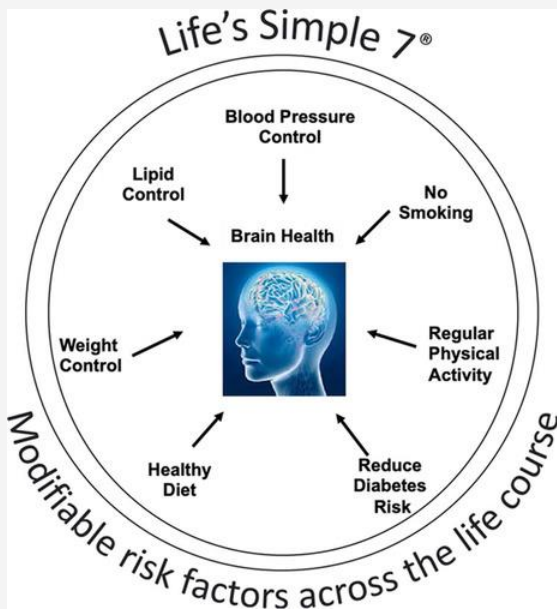 Life's Simple 7®
Blood Pressure
Control
No
Smoking
Regular
Physical
Activity
Reduce
Diabetes
Risk
Healthy
Diet
Weight
Control
Lipid
Control
Brain Health
Modifiable risk factors across the life course